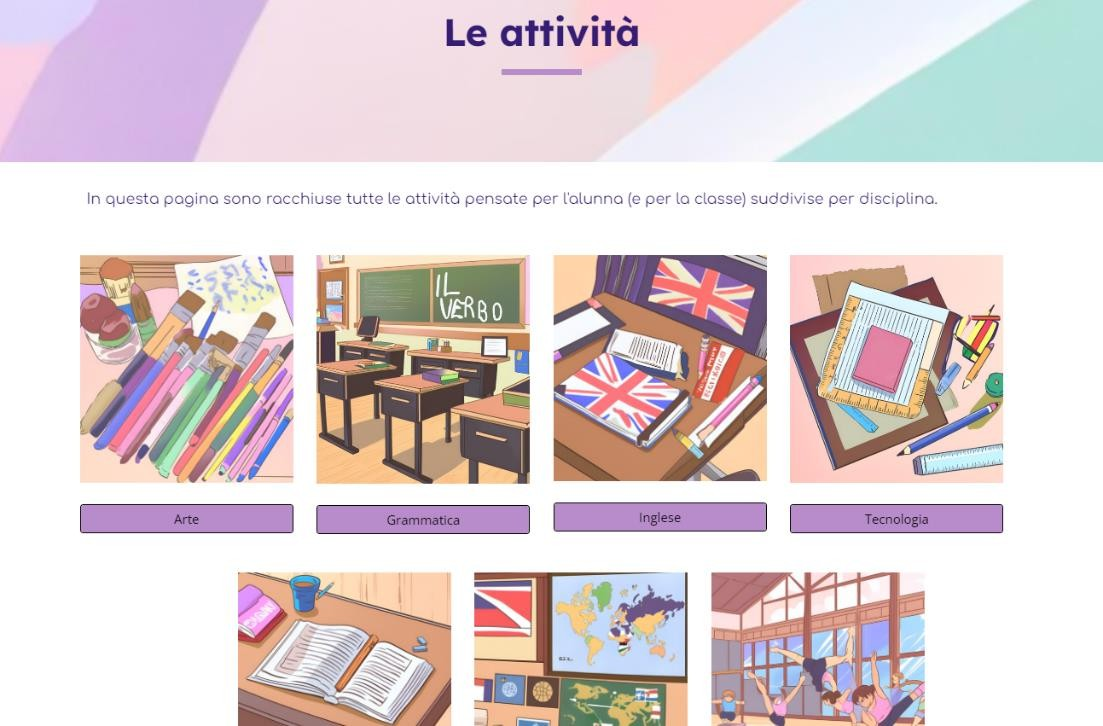 Le attività
In questa pagina sono racchiuse tutte le attività pensate per l'alunna (e per la classe) suddivise per disciplina.
IL
VERBO
Arte
Grammatica
Inglese
Tecnologia